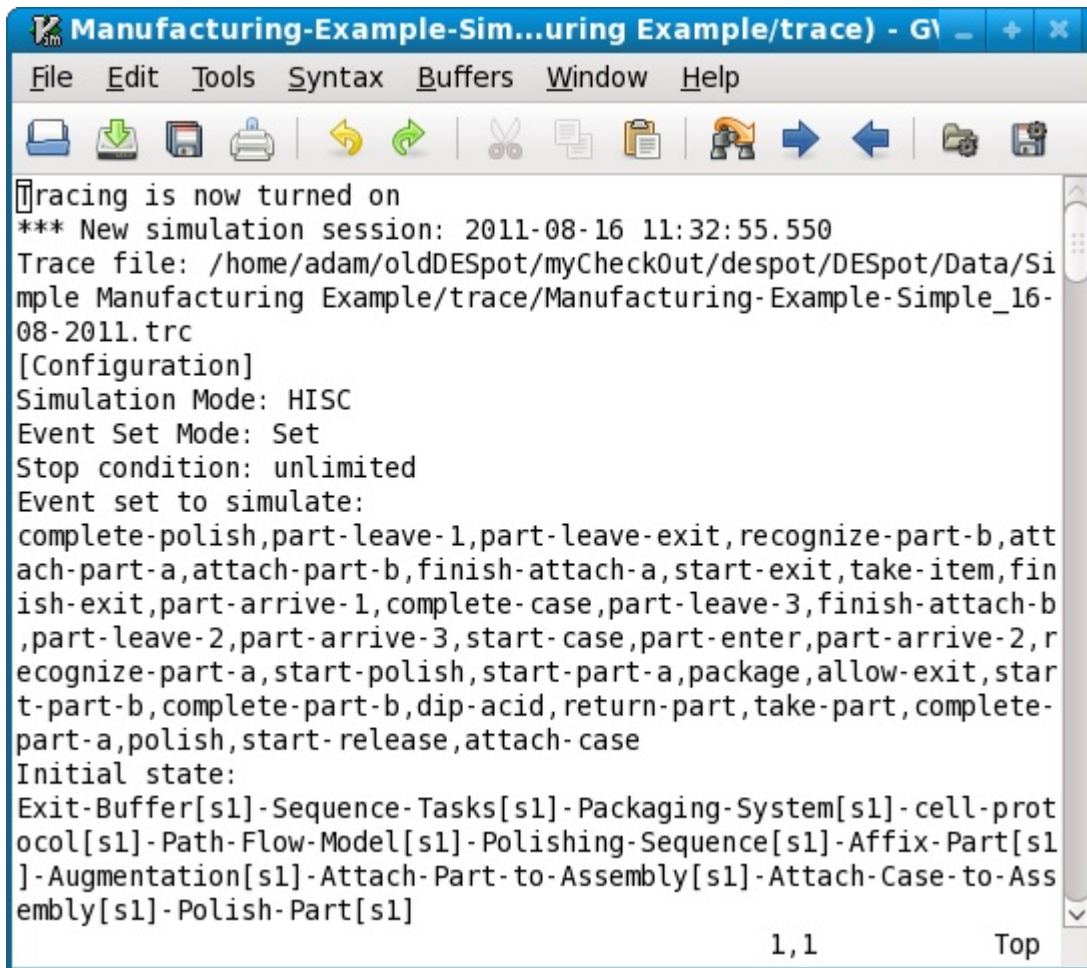 Manufacturing-Example-Sim...uring Example/trace) - G\
File Edit Tools Syntax Buffers Window Help
Tracing is now turned on
*** New simulation session: 2011-08-16 11:32:55.550
Trace file: /home/adam/oldDESpot/myCheckOut/despot/DESpot/Data/Si
mple Manufacturing Example/trace/Manufacturing-Example-Simple_16-
08-2011.trc
[Configuration]
Simulation Mode: HISC
Event Set Mode: Set
Stop condition: unlimited
Event set to simulate:
complete-polish,part-leave-1,part-leave-exit,recognize-part-b,att
ach-part-a,attach-part-b,finish-attach-a,start-exit,take-item,fin
ish-exit,part-arrive-1,complete-case,part-leave-3,finish-attach-b
,part-leave-2,part-arrive-3,start-case,part-enter,part-arrive-2,r
ecognize-part-a,start-polish,start-part-a,package,allow-exit,star
t-part-b,complete-part-b,dip-acid,return-part,take-part,complete-
part-a,polish,start-release,attach-case
Initial state:
Exit-Buffer[s1]-Sequence-Tasks[s1]-Packaging-System[s1]-cell-prot
ocol[s1]-Path-Flow-Model[s1]-Polishing-Sequence[s1]-Affix-Part[s1
]-Augmentation[s1]-Attach-Part-to-Assembly[s1]-Attach-Case-to-Ass
embly[s1]-Polish-Part[s1]
1,1 Top